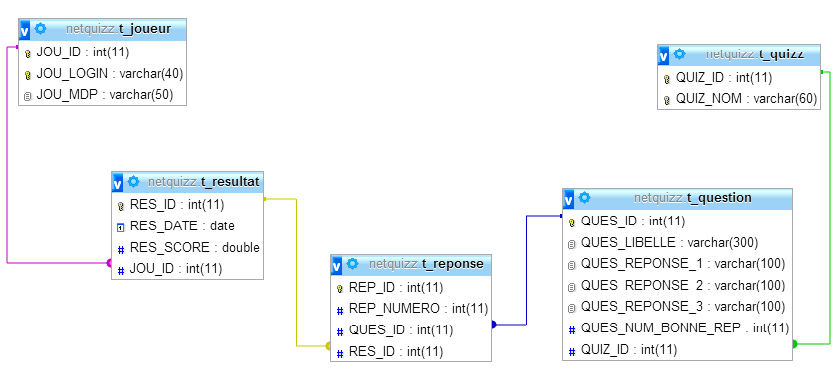 netquizz t_joueur
JOU_ID : int(11)
JOU_LOGIN : varchar(40)
JOU_MDP : varchar(50)
netquizz t_quizz
QUIZ_ID : int(11)
QUIZ_NOM : varchar(60)
netquizz t_resultat
RES_ID : int(11)
RES_DATE : date
RES_SCORE : double
JOU_ID : int(11)
netquizz t_reponse
REP_ID : int(11)
REP_NUMERO : int(11)
QUES_ID : int(11)
RES_ID : int(11)
netquizz t_question
QUES_ID : int(11)
QUES_LIBELLE : varchar(300)
QUES_REPONSE_1 : varchar(100)
QUES_REPONSE_2 : varchar(100)
QUES_REPONSE_3 : varchar(100)
QUES_NUM_BONNE_REP : int(11)
QUIZ_ID : int(11)